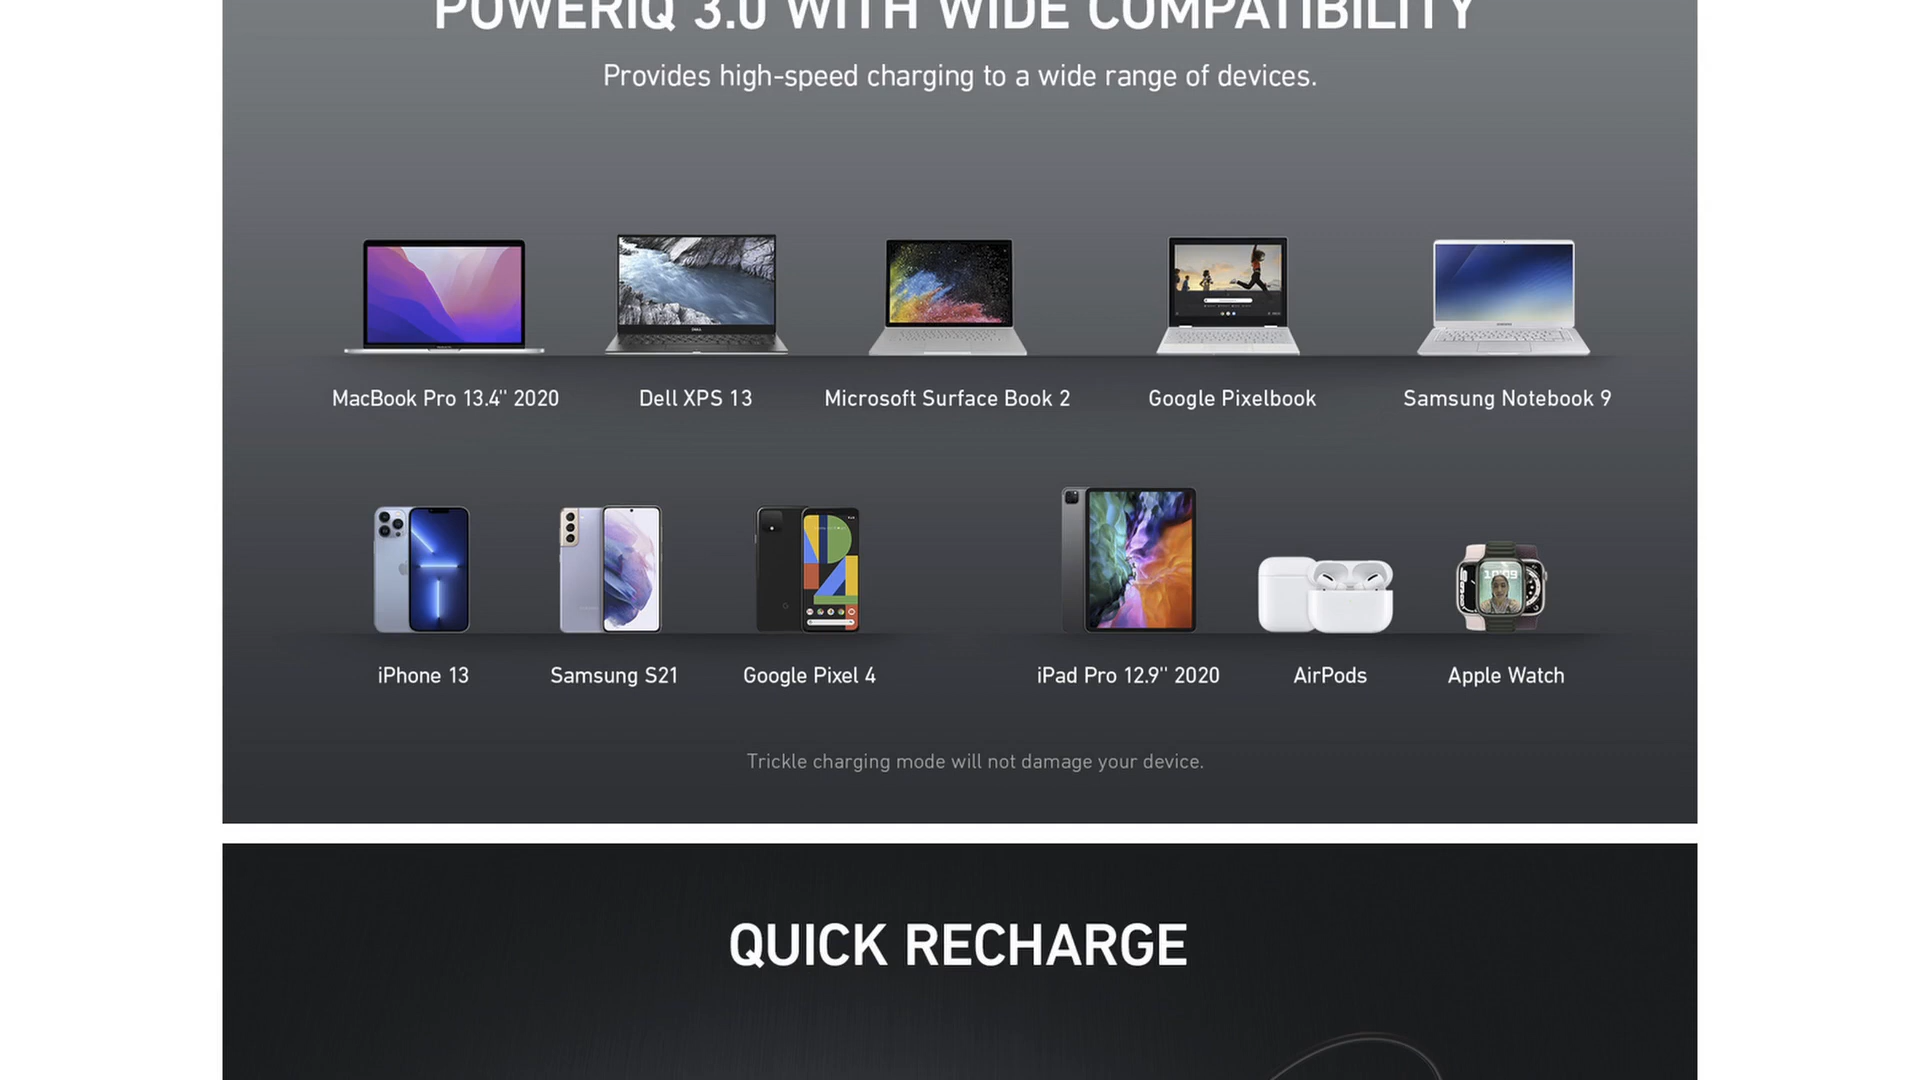 POWERIQ 3.0 WITH WIDE COMPATIBILITY
Provides high-speed charging to a wide range of devices.
MacBook Pro 13.4'' 2020
Dell XPS 13
Microsoft Surface Book 2
Google Pixelbook
Samsung Notebook 9
iPhone 13
Samsung S21
Google Pixel 4
iPad Pro 12.9'' 2020
AirPods
Apple Watch
Trickle charging mode will not damage your device.
QUICK RECHARGE